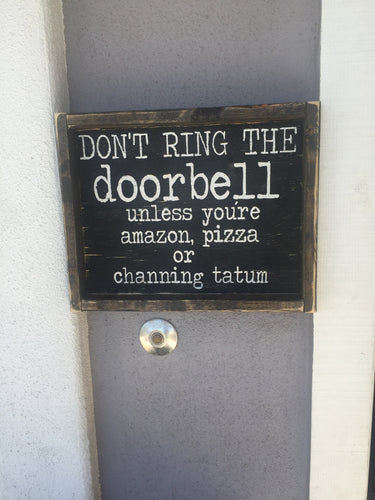 DON'T RING THE
doorbell
unless you're
amazon, pizza
or
channing tatum